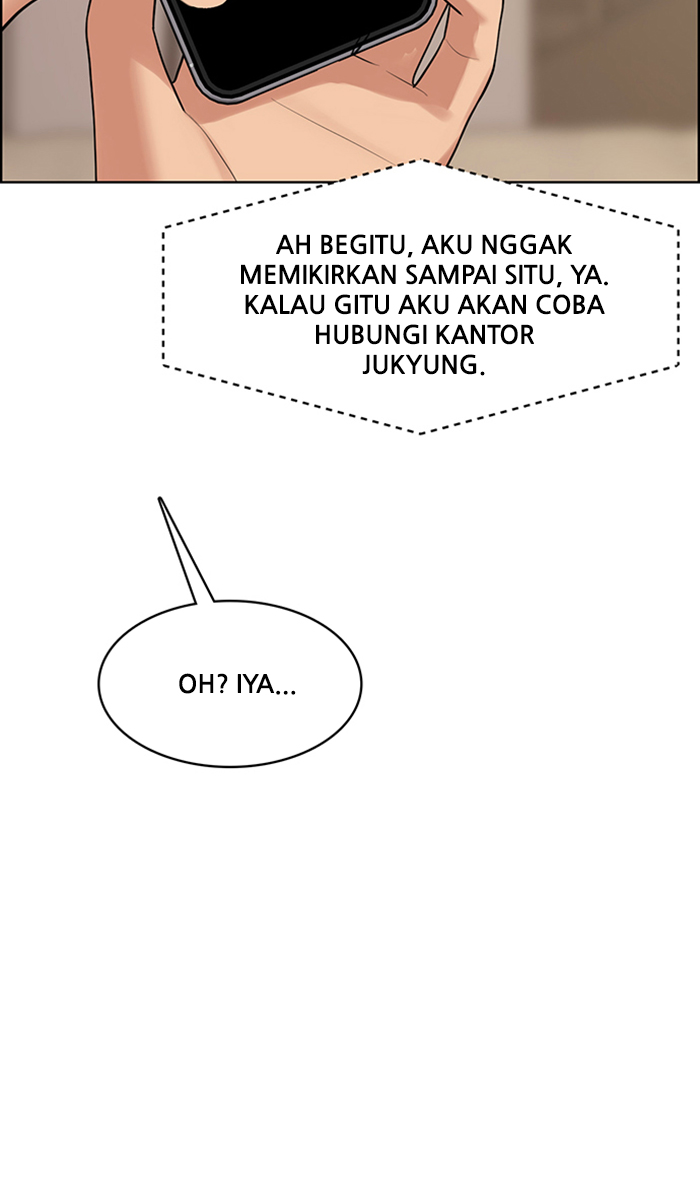 AH BEGITU, AKU NGGAK
MEMIKIRKAN SAMPAI SITU, YA.
KALAU GITU AKU AKAN COBA
HUBUNGI KANTOR
JUKYUNG.
OH? IYA...